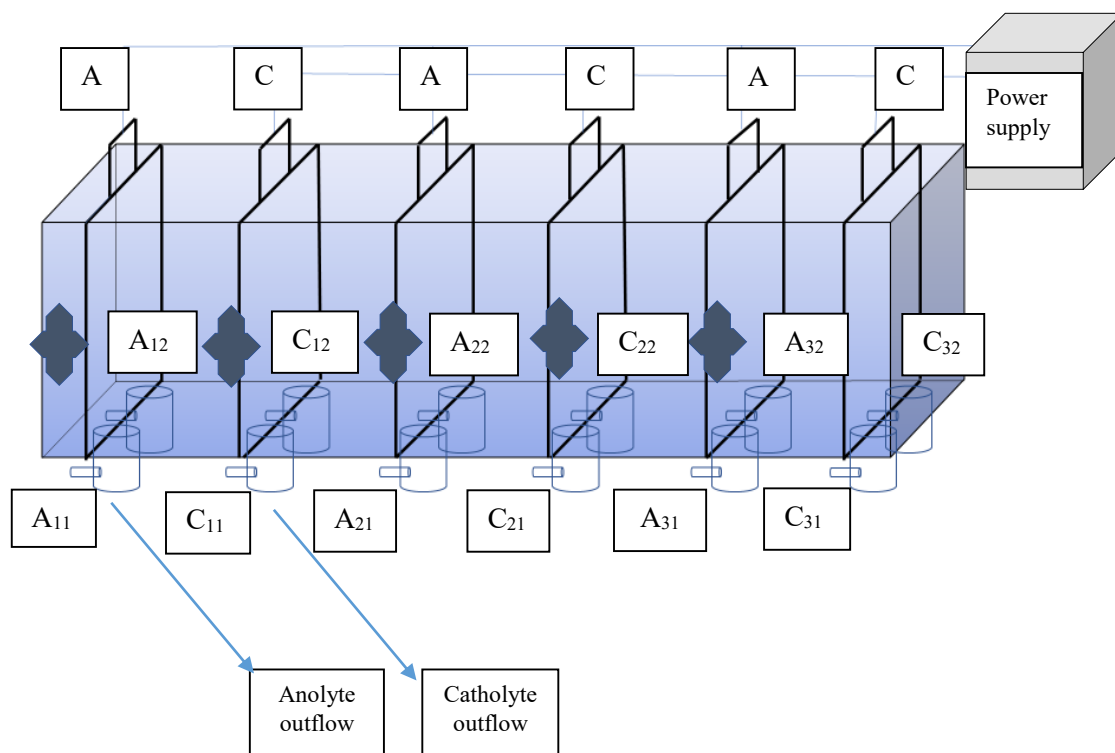 A
C
A
C
A
C
Power
supply
A₁₂
C₁₂
A₂₂
C₂₂
A₃₂
C₃₂
A₁₁
C₁₁
A₂₁
C₂₁
A₃₁
C₃₁
Anolyte
outflow
Catholyte
outflow